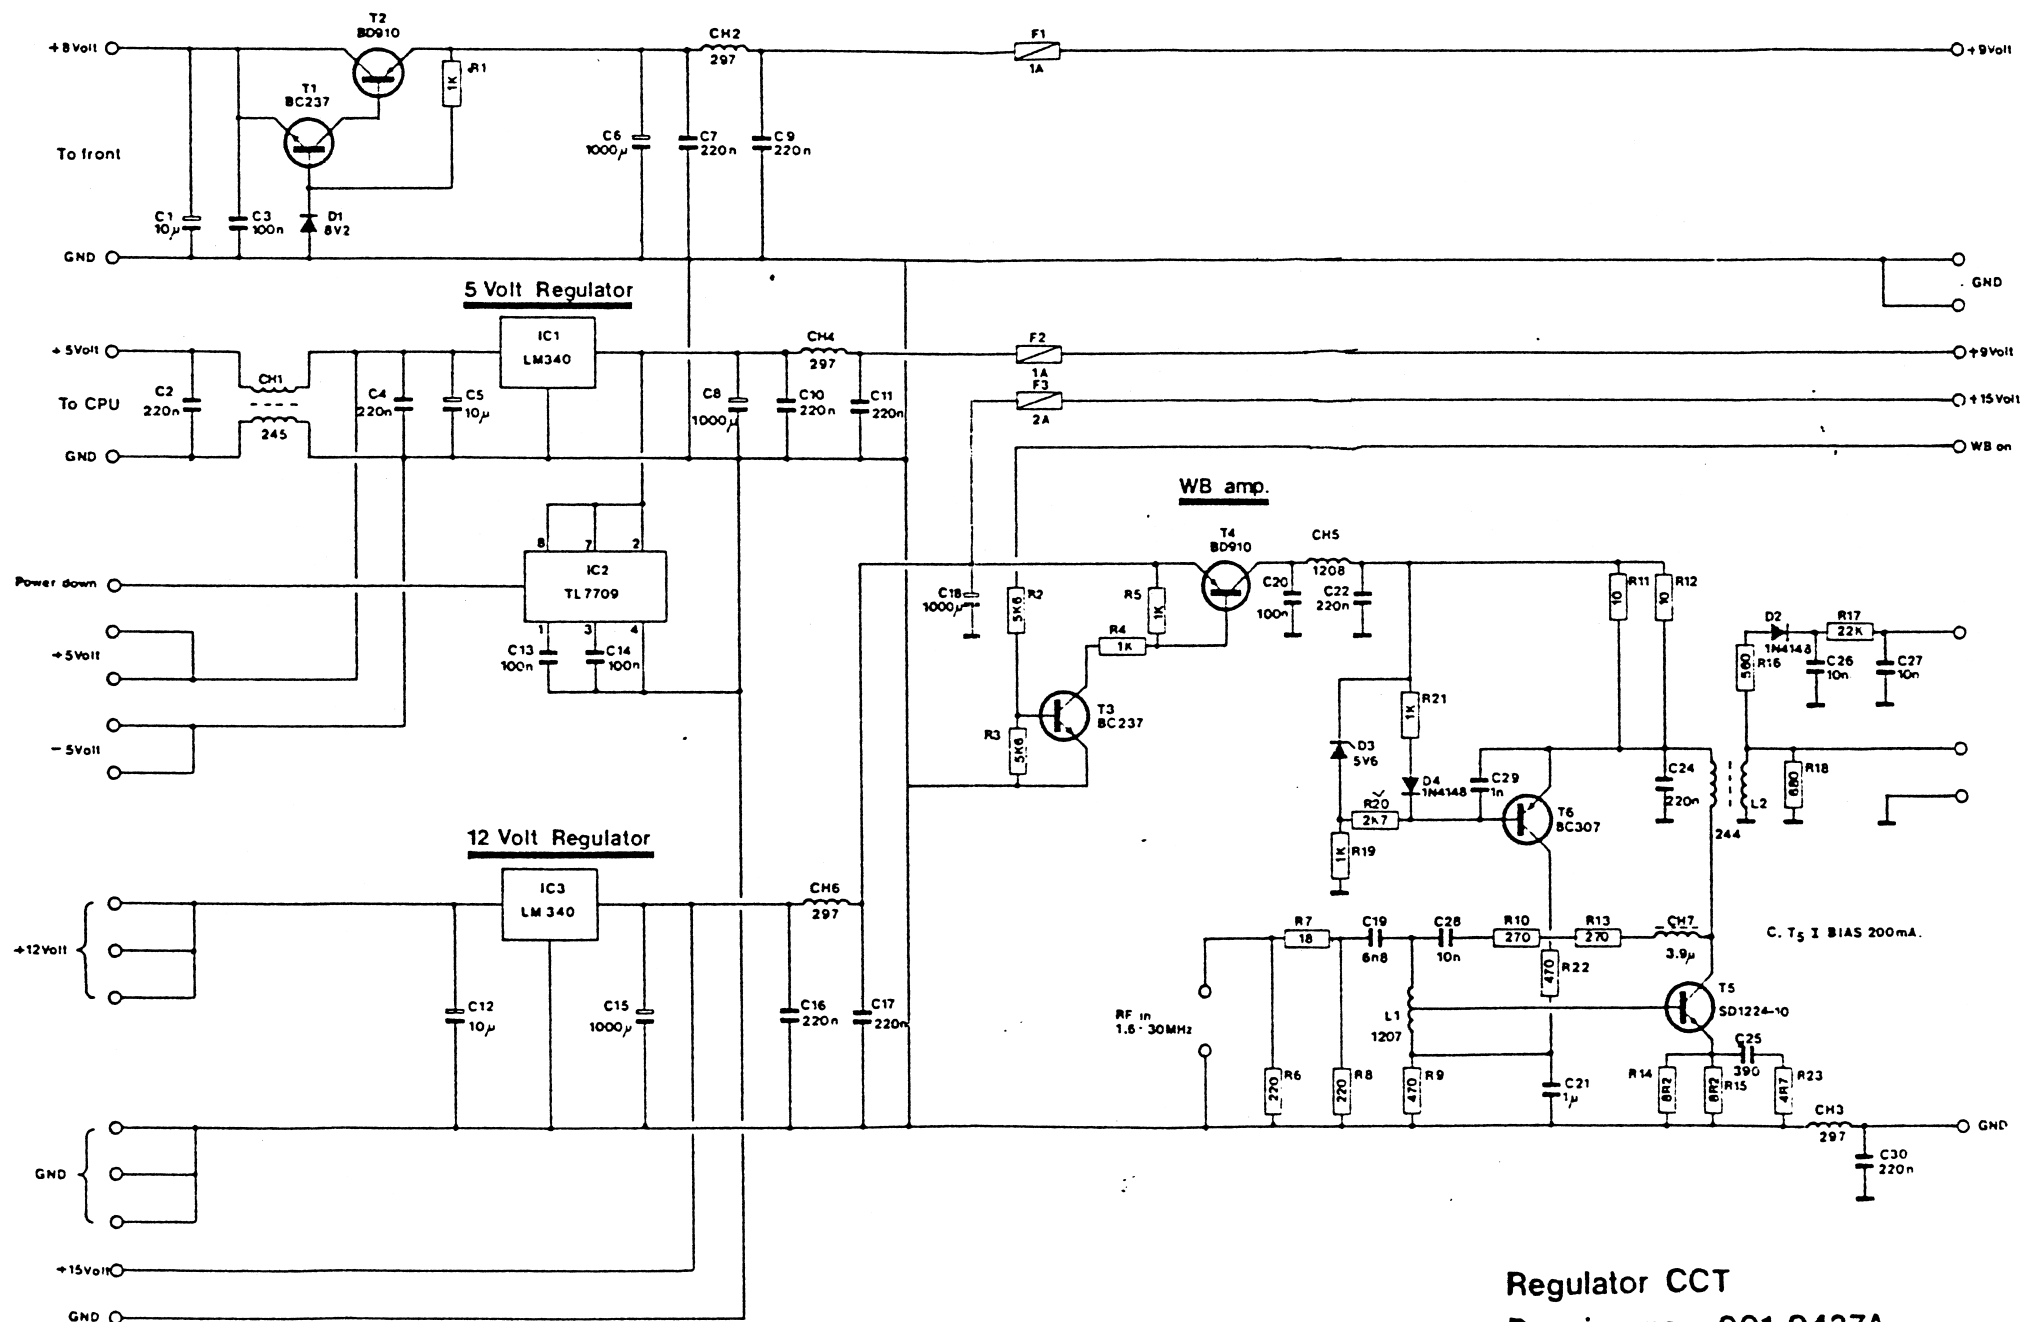 T2
BD910
+8Volt
CH2
297
F1
1A
+9Volt
R1
1K
T1
BC237
To front
C6
1000µ
C7
220n
C9
220n
C1
10µ
C3
100n
D1
8V2
GND
GND
5 Volt Regulator
IC1
LM340
+5Volt
CH4
297
F2
1A
+9Volt
CH1
245
To CPU
C2
220n
C4
220n
C5
10µ
C8
1000µ
C10
220n
C11
220n
F3
2A
+15Volt
GND
WB on
WB amp.
8
7
2
IC2
TL7709
1
3
4
Power down
C13
100n
C14
100n
+5Volt
-5Volt
T4
BD910
CH5
1208
C18
1000µ
R2
5K6
R5
1K
R4
1K
C20
100n
C22
220n
R11
10
R12
10
D2
1N4148
R17
22K
R16
560
C26
10n
C27
10n
T3
BC237
R3
5K6
R21
1K
D3
5V6
D4
1N4148
C29
1n
R20
2K7
R19
1K
T6
BC307
C24
220n
L2
244
R18
680
12 Volt Regulator
IC3
LM340
CH6
297
+12Volt
C12
10µ
C15
1000µ
C16
220n
C17
220n
R7
18
C19
6n8
C28
10n
R10
270
R13
270
CH7
3.9µ
C. T5 I BIAS 200mA.
R22
470
T5
SD1224-10
RF in
1.6-30MHz
L1
1207
R6
220
R8
220
R9
470
C21
1µ
R14
8R2
R15
8R2
C25
390
R23
4R7
CH3
297
GND
C30
220n
GND
+15Volt
GND
Regulator CCT